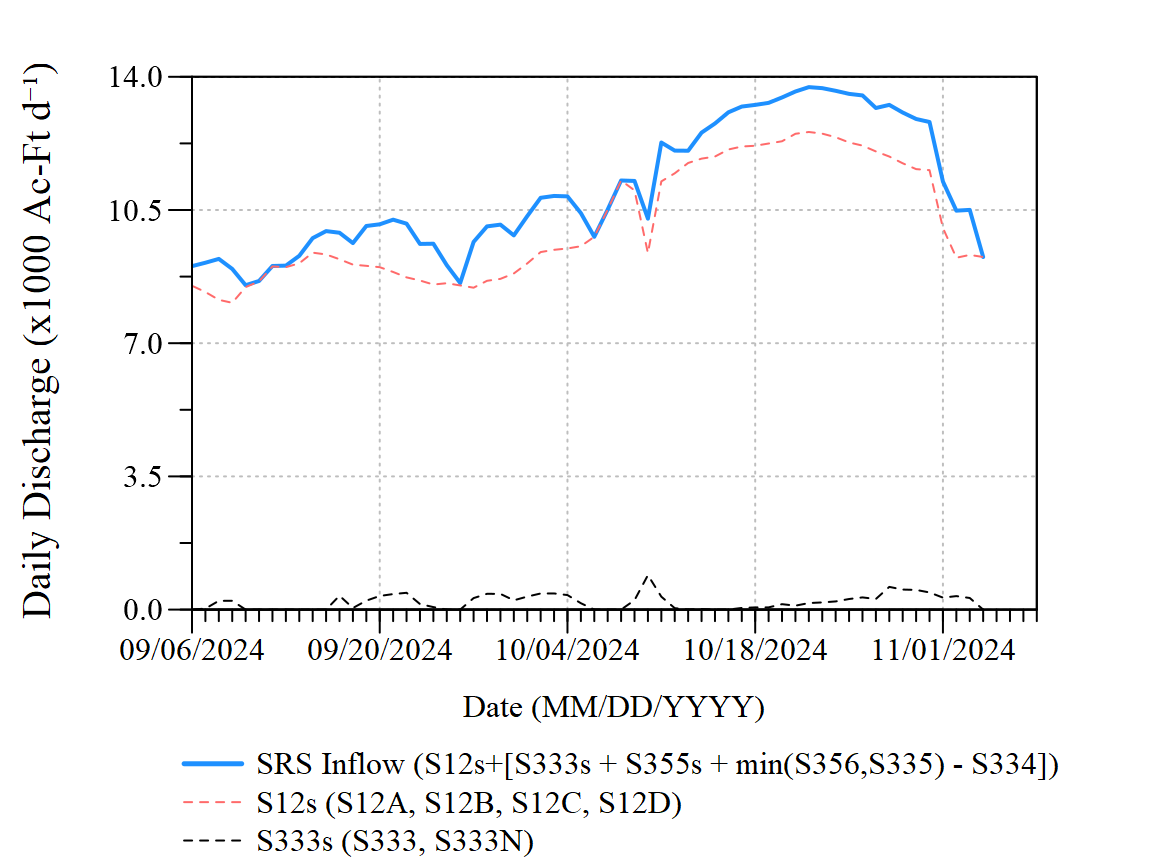 Daily Discharge (x1000 Ac-Ft d⁻¹)
14.0
10.5
7.0
3.5
0.0
09/06/2024 09/20/2024 10/04/2024 10/18/2024 11/01/2024
Date (MM/DD/YYYY)
SRS Inflow (S12s+[S333s + S355s + min(S356,S335) - S334])
S12s (S12A, S12B, S12C, S12D)
S333s (S333, S333N)